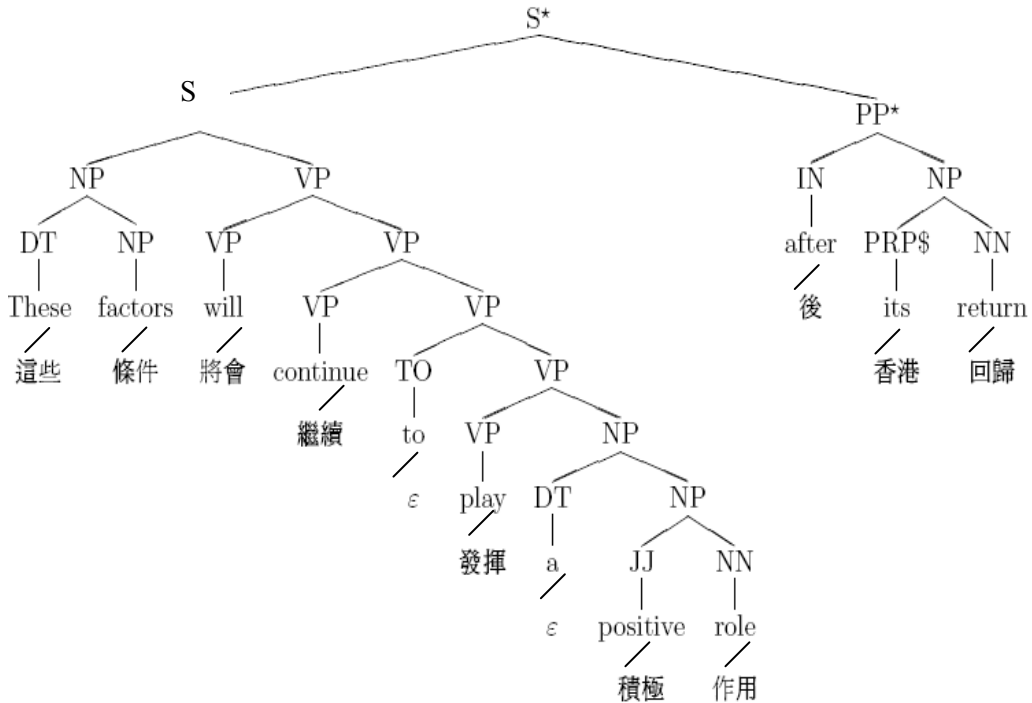 S*
S
PP*
NP VP IN NP
DT NP VP VP after PRP$ NN
These factors will VP VP 後 its return
這些 條件 將會 continue TO VP 香港 回歸
繼續 to VP NP
ε play DT NP
發揮 a JJ NN
ε positive role
積極 作用